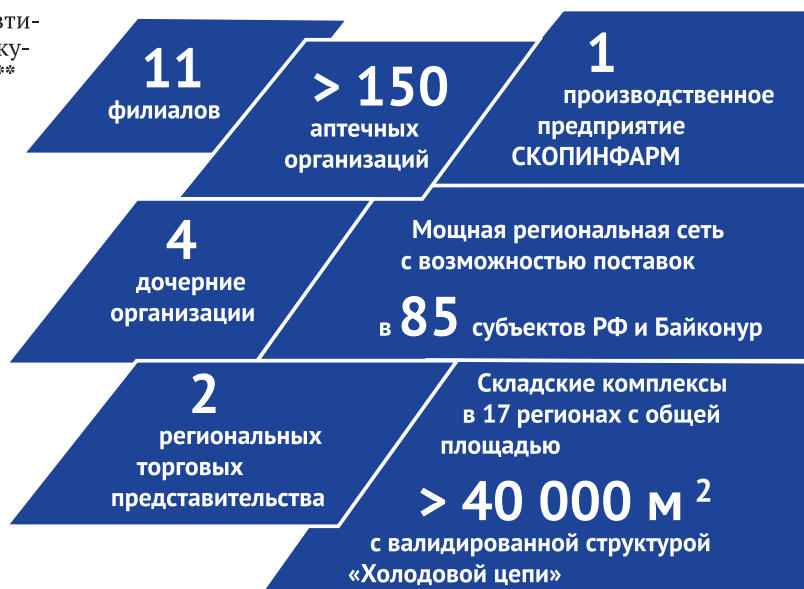 вти-
ку-
**
11
филиалов
> 150
аптечных
организаций
1
производственное
предприятие
СКОПИНФАРМ
4
дочерние
организации
Мощная региональная сеть
с возможностью поставок
в 85 субъектов РФ и Байконур
2
региональных
торговых
представительства
Складские комплексы
в 17 регионах с общей
площадью
> 40 000 м 2
с валидированной структурой
«Холодовой цепи»